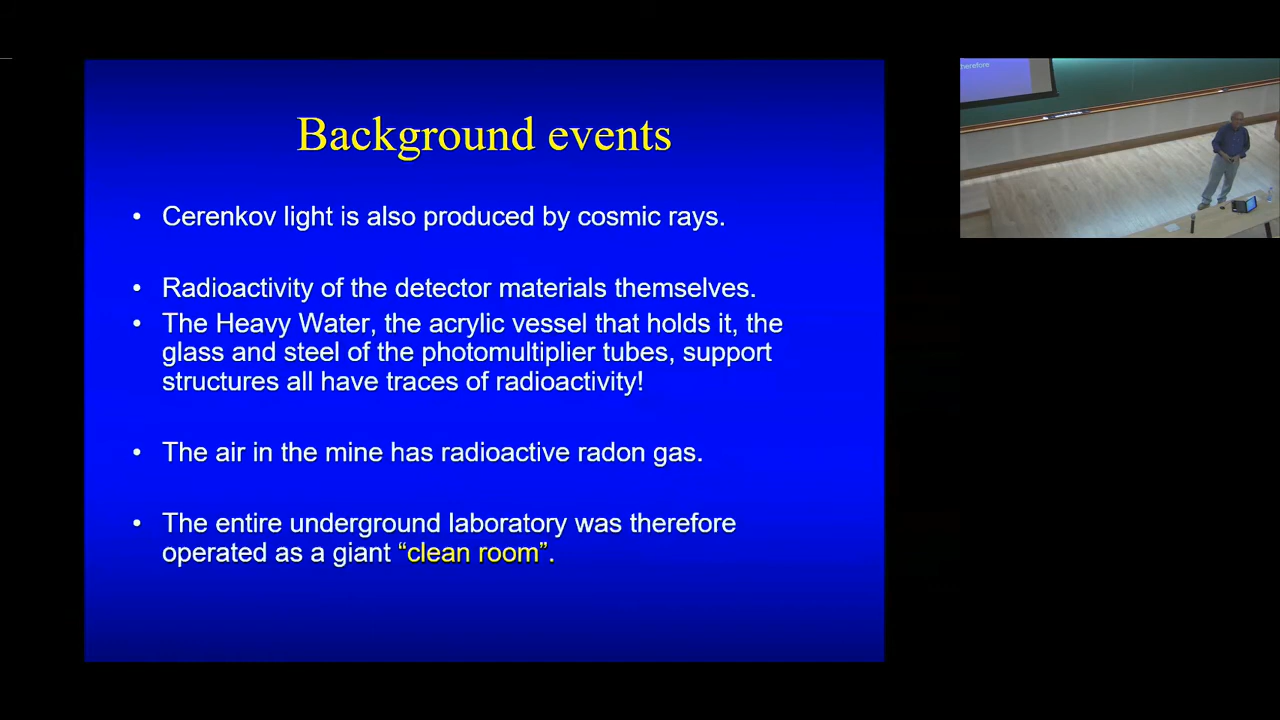 Background events
• Cerenkov light is also produced by cosmic rays.
• Radioactivity of the detector materials themselves.
• The Heavy Water, the acrylic vessel that holds it, the
glass and steel of the photomultiplier tubes, support
structures all have traces of radioactivity!
• The air in the mine has radioactive radon gas.
• The entire underground laboratory was therefore
operated as a giant “clean room”.
therefore